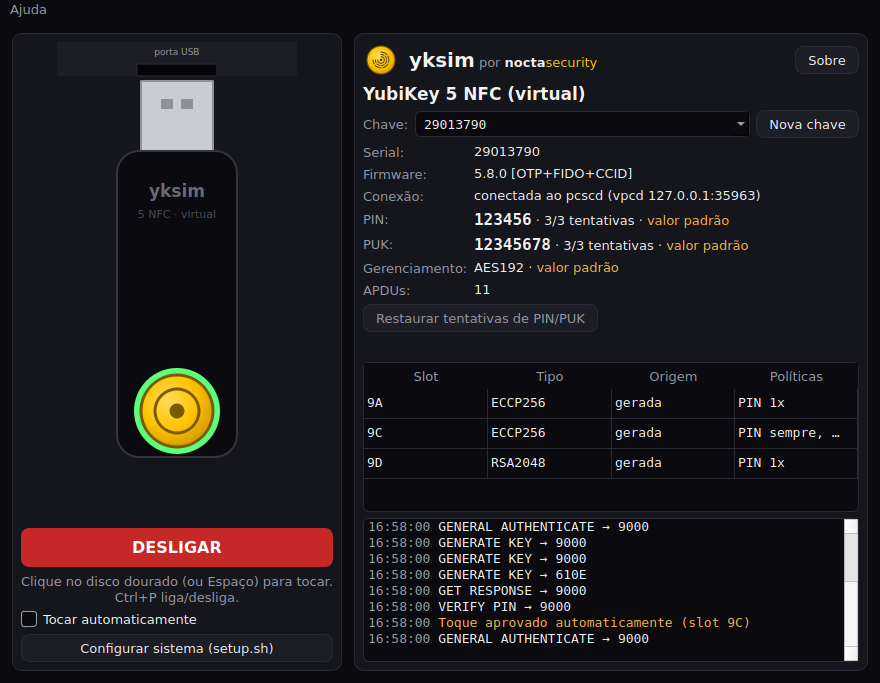 Ajuda
porta USB
yksim
5 NFC · virtual
DESLIGAR
Clique no disco dourado (ou Espaço) para tocar.
Ctrl+P liga/desliga.
Tocar automaticamente
Configurar sistema (setup.sh)
yksim por noctasecurity
Sobre
YubiKey 5 NFC (virtual)
Chave: 29013790 Nova chave
Serial: 29013790
Firmware: 5.8.0 [OTP+FIDO+CCID]
Conexão: conectada ao pcscd (vpcd 127.0.0.1:35963)
PIN: 123456 · 3/3 tentativas · valor padrão
PUK: 12345678 · 3/3 tentativas · valor padrão
Gerenciamento: AES192 · valor padrão
APDUs: 11
Restaurar tentativas de PIN/PUK
Slot Tipo Origem Políticas
9A ECCP256 gerada PIN 1x
9C ECCP256 gerada PIN sempre, …
9D RSA2048 gerada PIN 1x
16:58:00 GENERAL AUTHENTICATE → 9000
16:58:00 GENERATE KEY → 9000
16:58:00 GENERATE KEY → 9000
16:58:00 GENERATE KEY → 610E
16:58:00 GET RESPONSE → 9000
16:58:00 VERIFY PIN → 9000
16:58:00 Toque aprovado automaticamente (slot 9C)
16:58:00 GENERAL AUTHENTICATE → 9000